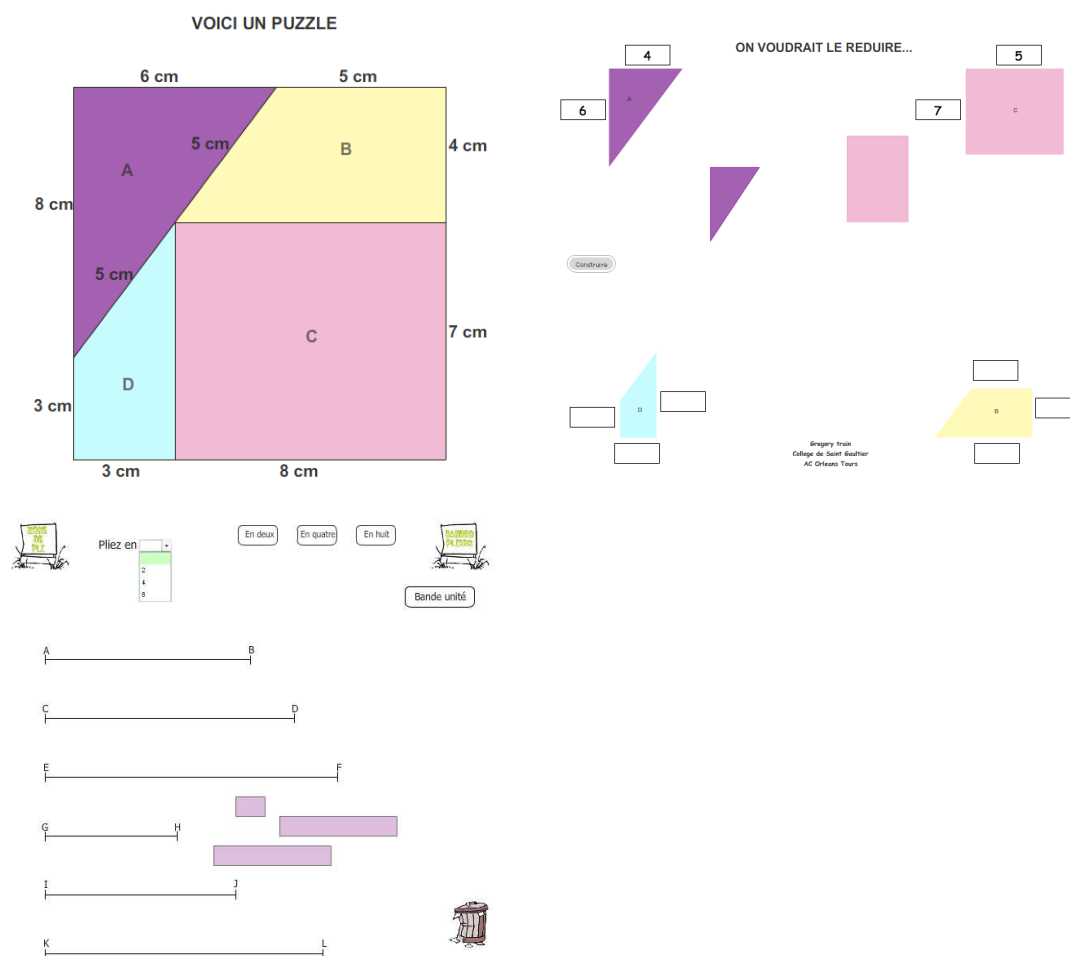 VOICI UN PUZZLE
6 cm
5 cm
5 cm
B
4 cm
A
8 cm
5 cm
C
7 cm
D
3 cm
3 cm
8 cm
ON VOUDRAIT LE REDUIRE...
4
5
6
A
7
C
Construire
D
B
Gregory train
College de Saint Gaultier
AC Orleans Tours
Pliez en
2
4
8
En deux
En quatre
En huit
Bande unité
A
B
C
D
E
F
G
H
I
J
K
L